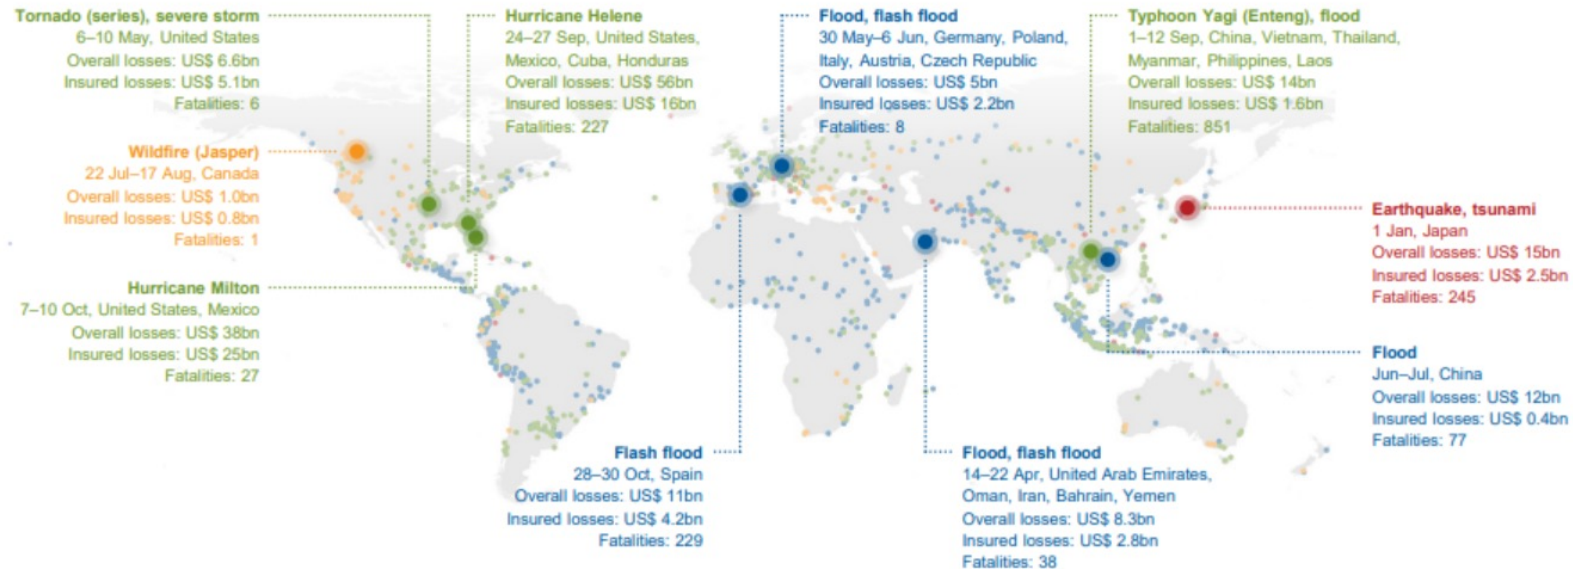 Tornado (series), severe storm
6–10 May, United States
Overall losses: US$ 6.6bn
Insured losses: US$ 5.1bn
Fatalities: 6
Hurricane Helene
24–27 Sep, United States,
Mexico, Cuba, Honduras
Overall losses: US$ 56bn
Insured losses: US$ 16bn
Fatalities: 227
Flood, flash flood
30 May–6 Jun, Germany, Poland,
Italy, Austria, Czech Republic
Overall losses: US$ 5bn
Insured losses: US$ 2.2bn
Fatalities: 8
Typhoon Yagi (Enteng), flood
1–12 Sep, China, Vietnam, Thailand,
Myanmar, Philippines, Laos
Overall losses: US$ 14bn
Insured losses: US$ 1.6bn
Fatalities: 851
Wildfire (Jasper)
22 Jul–17 Aug, Canada
Overall losses: US$ 1.0bn
Insured losses: US$ 0.8bn
Fatalities: 1
Earthquake, tsunami
1 Jan, Japan
Overall losses: US$ 15bn
Insured losses: US$ 2.5bn
Fatalities: 245
Hurricane Milton
7–10 Oct, United States, Mexico
Overall losses: US$ 38bn
Insured losses: US$ 25bn
Fatalities: 27
Flood
Jun–Jul, China
Overall losses: US$ 12bn
Insured losses: US$ 0.4bn
Fatalities: 77
Flash flood
28–30 Oct, Spain
Overall losses: US$ 11bn
Insured losses: US$ 4.2bn
Fatalities: 229
Flood, flash flood
14–22 Apr, United Arab Emirates,
Oman, Iran, Bahrain, Yemen
Overall losses: US$ 8.3bn
Insured losses: US$ 2.8bn
Fatalities: 38